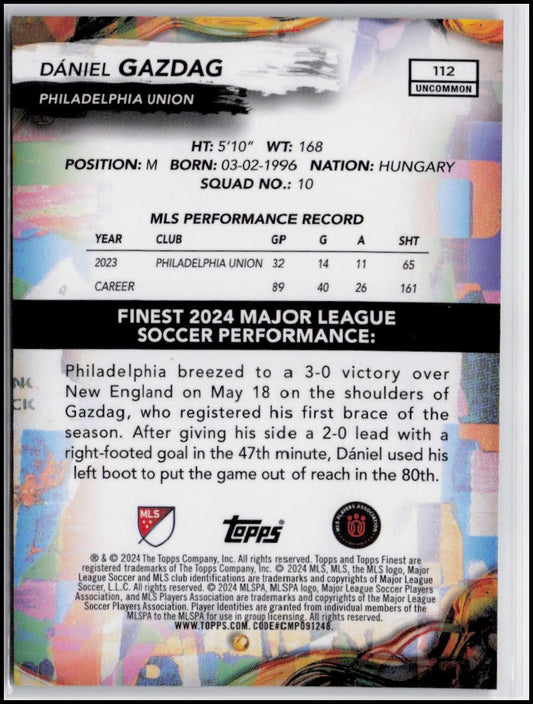 DÁNIEL GAZDAG
PHILADELPHIA UNION
112
UNCOMMON
HT: 5'10" WT: 168
POSITION: M BORN: 03-02-1996 NATION: HUNGARY
SQUAD NO.: 10
MLS PERFORMANCE RECORD
YEAR CLUB GP G A SHT
2023 PHILADELPHIA UNION 32 14 11 65
CAREER 89 40 26 161
FINEST 2024 MAJOR LEAGUE
SOCCER PERFORMANCE:
Philadelphia breezed to a 3-0 victory over
New England on May 18 on the shoulders of
Gazdag, who registered his first brace of the
season. After giving his side a 2-0 lead with a
right-footed goal in the 47th minute, Dániel used his
left boot to put the game out of reach in the 80th.
MLS
Topps
MLS PLAYERS ASSOCIATION
® & © 2024 The Topps Company, Inc. All rights reserved. Topps and Topps Finest are
registered trademarks of The Topps Company, Inc. © 2024 MLS, MLS, the MLS logo, Major
League Soccer and MLS club identifications are trademarks and copyrights of Major League
Soccer, L.L.C. All rights reserved. © 2024 MLSPA, MLSPA logo, Major League Soccer Players
Association, and MLS Players Association are trademarks and copyrights of the Major League
Soccer Players Association. Player Identities are granted from individual members of the
MLSPA to the MLSPA for use in group licensing. All rights reserved.
WWW.TOPPS.COM. CODE#CMP091248.